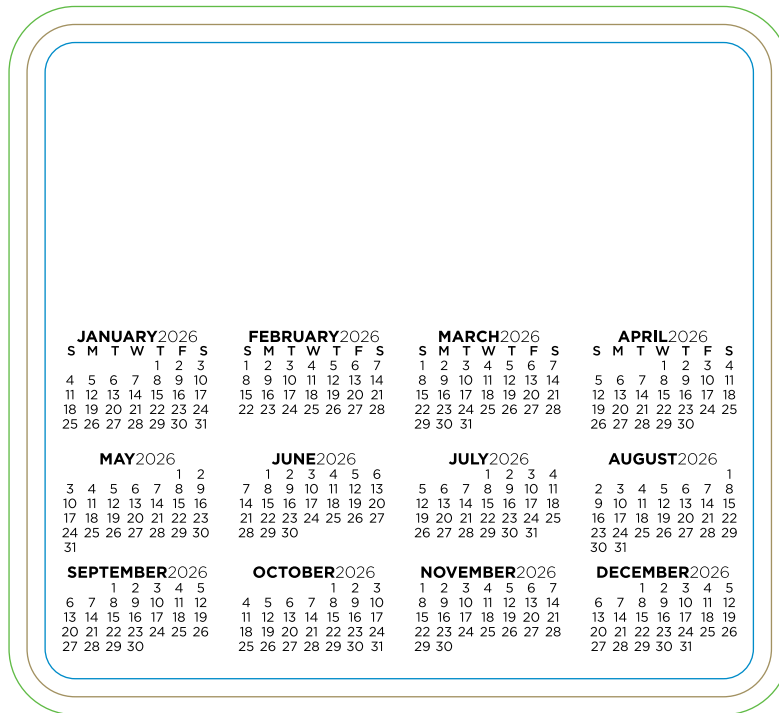 JANUARY2026 FEBRUARY2026 MARCH2026 APRIL2026
S M T W T F S S M T W T F S S M T W T F S S M T W T F S
1 2 3 1 2 3 4 5 6 7 1 2 3 4 5 6 7 1 2 3 4
4 5 6 7 8 9 10 8 9 10 11 12 13 14 8 9 10 11 12 13 14 5 6 7 8 9 10 11
11 12 13 14 15 16 17 15 16 17 18 19 20 21 15 16 17 18 19 20 21 12 13 14 15 16 17 18
18 19 20 21 22 23 24 22 23 24 25 26 27 28 22 23 24 25 26 27 28 19 20 21 22 23 24 25
25 26 27 28 29 30 31 29 30 31 26 27 28 29 30
MAY2026 JUNE2026 JULY2026 AUGUST2026
1 2 1 2 3 4 5 6 1 2 3 4 1
3 4 5 6 7 8 9 7 8 9 10 11 12 13 5 6 7 8 9 10 11 2 3 4 5 6 7 8
10 11 12 13 14 15 16 14 15 16 17 18 19 20 12 13 14 15 16 17 18 9 10 11 12 13 14 15
17 18 19 20 21 22 23 21 22 23 24 25 26 27 19 20 21 22 23 24 25 16 17 18 19 20 21 22
24 25 26 27 28 29 30 28 29 30 26 27 28 29 30 31 23 24 25 26 27 28 29
31 30 31
SEPTEMBER2026 OCTOBER2026 NOVEMBER2026 DECEMBER2026
1 2 3 4 5 1 2 3 1 2 3 4 5 6 7 1 2 3 4 5
6 7 8 9 10 11 12 4 5 6 7 8 9 10 8 9 10 11 12 13 14 6 7 8 9 10 11 12
13 14 15 16 17 18 19 11 12 13 14 15 16 17 15 16 17 18 19 20 21 13 14 15 16 17 18 19
20 21 22 23 24 25 26 18 19 20 21 22 23 24 22 23 24 25 26 27 28 20 21 22 23 24 25 26
27 28 29 30 25 26 27 28 29 30 31 29 30 27 28 29 30 31